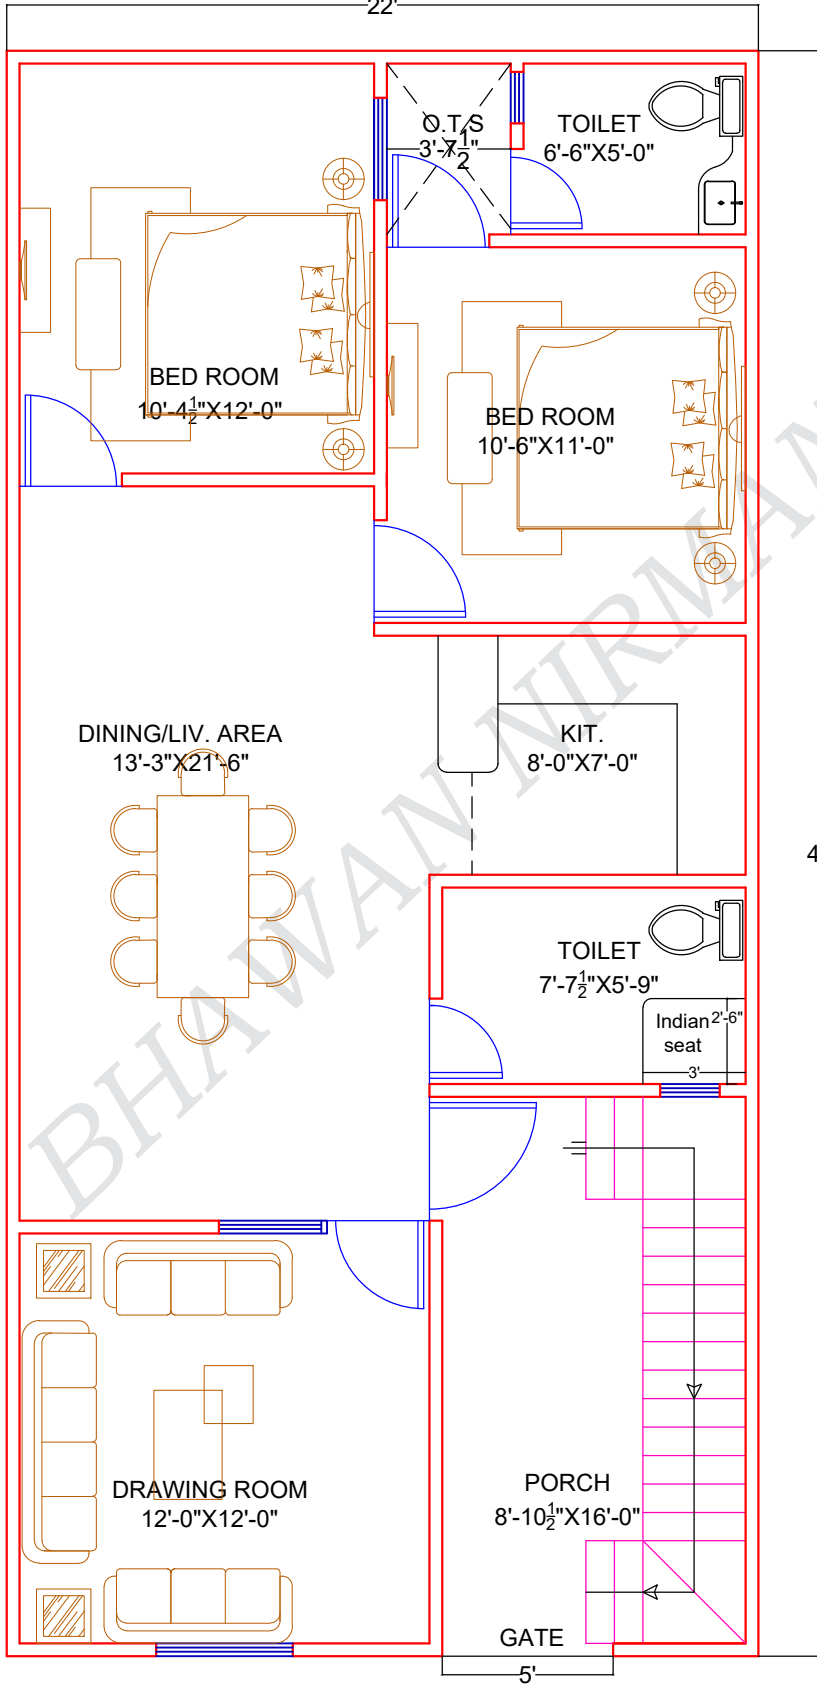 22'
O.T.S
3'-7½"
TOILET
6'-6"X5'-0"
BED ROOM
10'-4½"X12'-0"
BED ROOM
10'-6"X11'-0"
DINING/LIV. AREA
13'-3"X21'-6"
KIT.
8'-0"X7'-0"
4
TOILET
7'-7½"X5'-9"
Indian 2'-6"
seat
3'
DRAWING ROOM
12'-0"X12'-0"
PORCH
8'-10½"X16'-0"
GATE
5'
BHAWAN NIRMAN